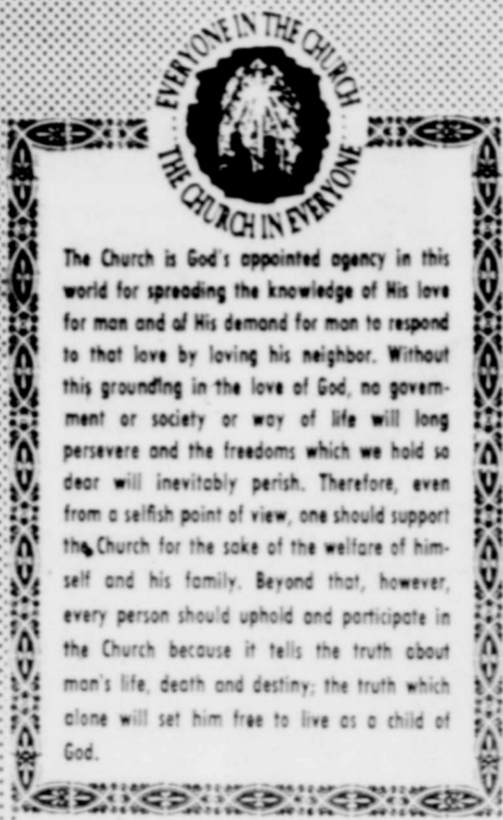 EVERYONE IN THE CHURCH
THE CHURCH IN EVERYONE
The Church is God's appointed agency in this
world for spreading the knowledge of His love
for man and of His demand for man to respond
to that love by loving his neighbor. Without
this grounding in the love of God, no govern-
ment or society or way of life will long
persevere and the freedoms which we hold so
dear will inevitably perish. Therefore, even
from a selfish point of view, one should support
the Church for the sake of the welfare of him-
self and his family. Beyond that, however,
every person should uphold and participate in
the Church because it tells the truth about
man's life, death and destiny; the truth which
alone will set him free to live as a child of
God.